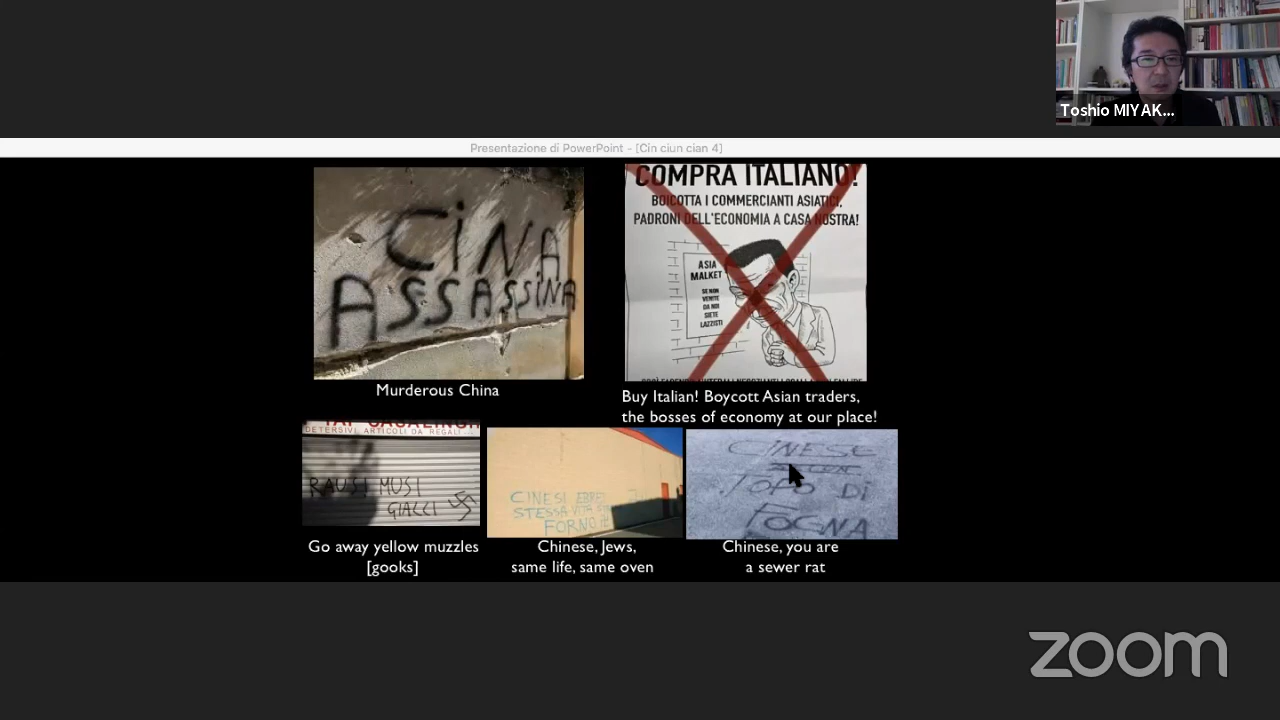 Toshio MIYAK...
Presentazione di PowerPoint - [Cin ciun cian 4]
CINA
ASSASSINA
Murderous China
COMPRA ITALIANO!
BOICOTTA I COMMERCIANTI ASIATICI,
PADRONI DELL'ECONOMIA A CASA NOSTRA!
ASIA
MALKET
SE NON
VENITE
DA NOI
SIETE
LAZZISTI
Buy Italian! Boycott Asian traders,
the bosses of economy at our place!
DETERSIVI, ARTICOLI DA REGALI...
RAUS! MUSI
GIALLI
Go away yellow muzzles
[gooks]
CINESI EBREI
STESSA VITA
FORNO
Chinese, Jews,
same life, same oven
CINESE
TOPO DI
FOGNA
Chinese, you are
a sewer rat
zoom